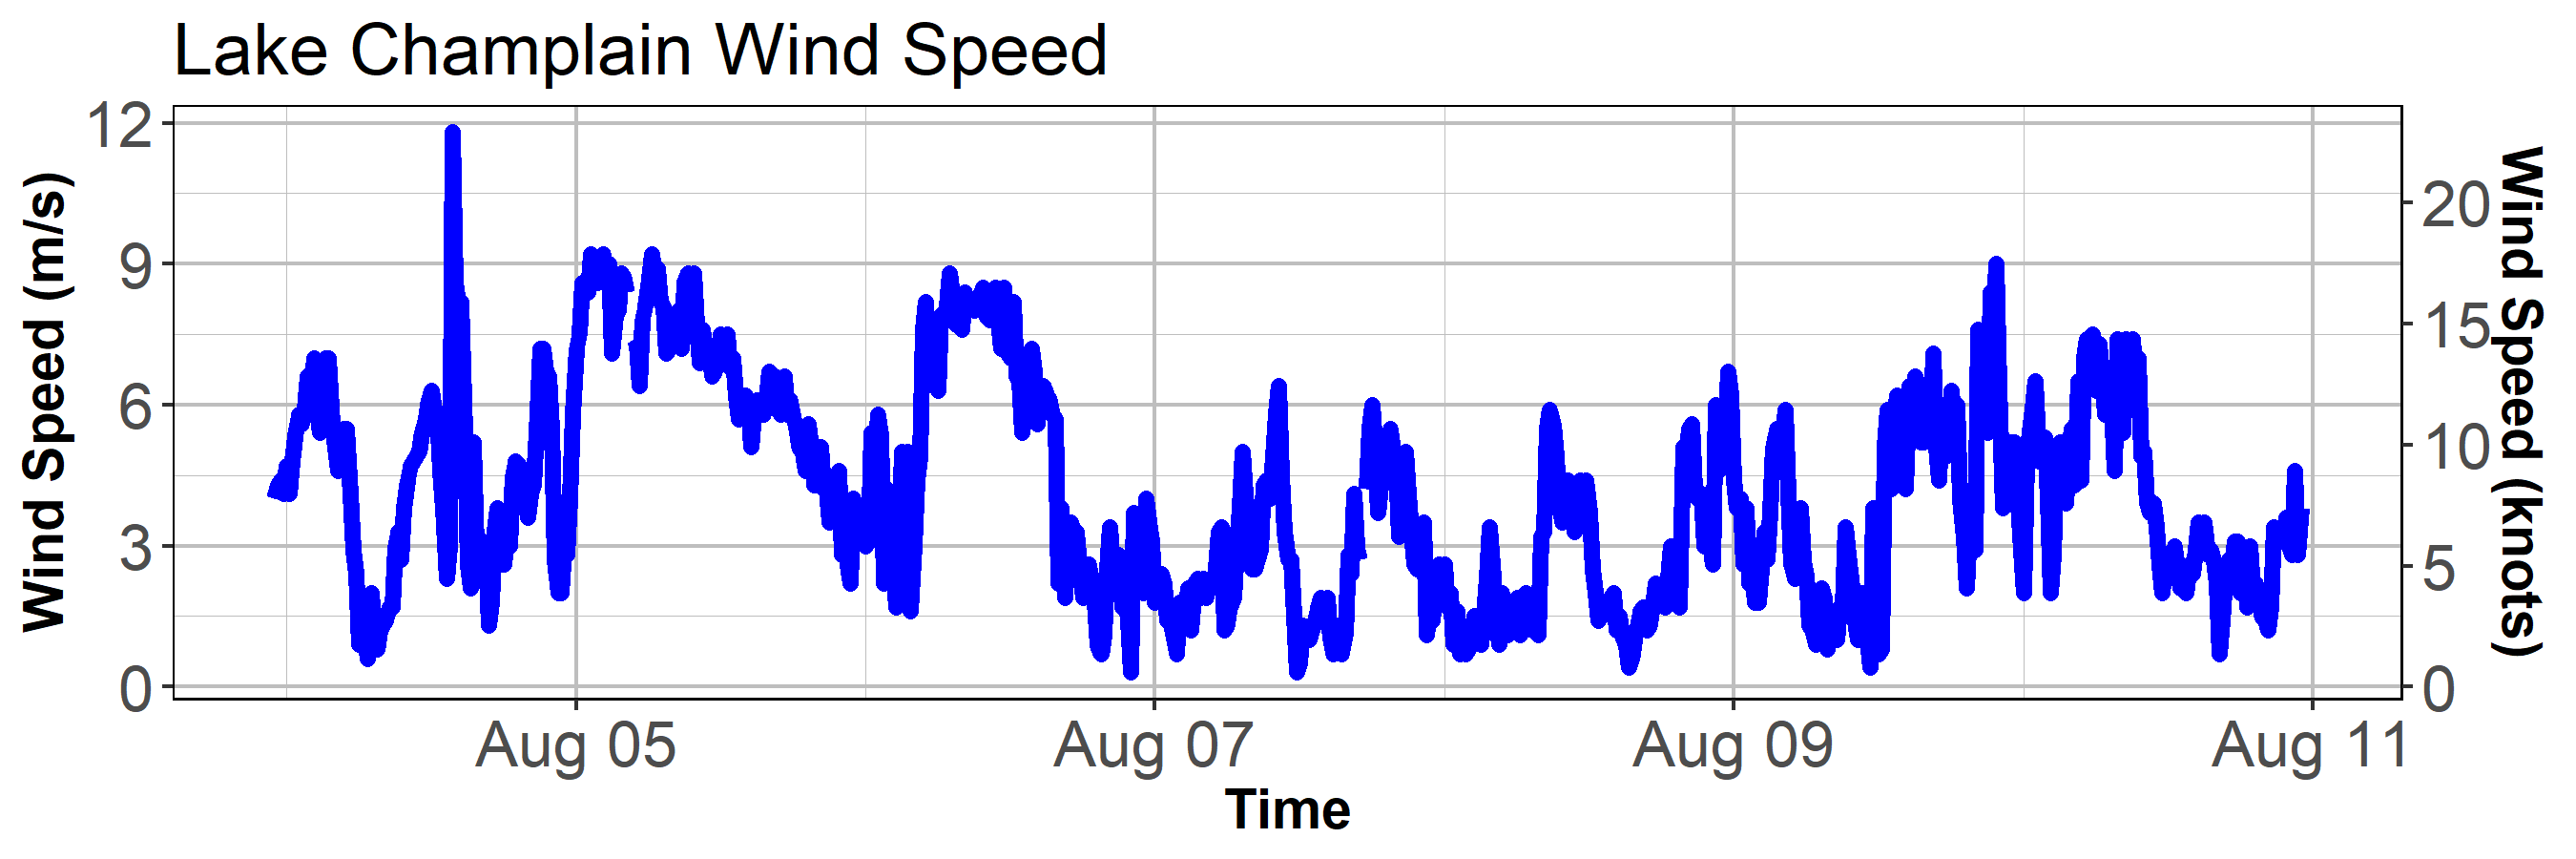 Lake Champlain Wind Speed
Wind Speed (m/s)
12
9
6
3
0
20
15
10
5
0
Wind Speed (knots)
Aug 05
Aug 07
Aug 09
Aug 11
Time